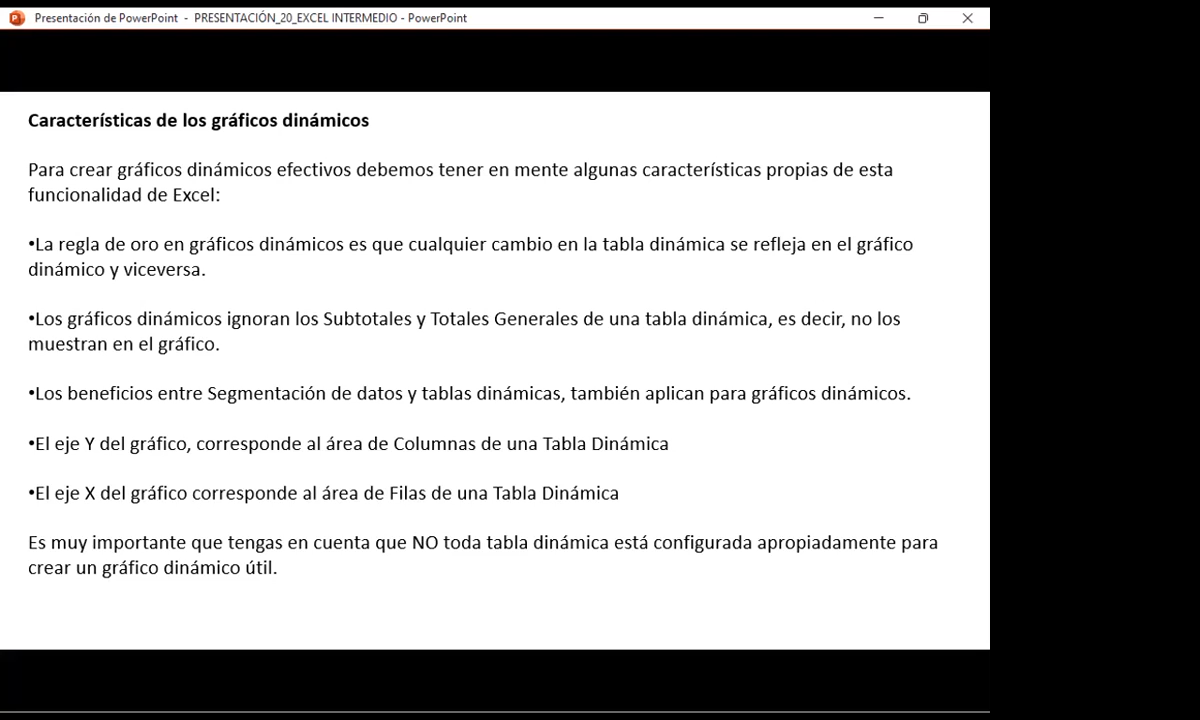 Presentación de PowerPoint - PRESENTACIÓN_20_EXCEL INTERMEDIO - PowerPoint
Características de los gráficos dinámicos
Para crear gráficos dinámicos efectivos debemos tener en mente algunas características propias de esta
funcionalidad de Excel:
•La regla de oro en gráficos dinámicos es que cualquier cambio en la tabla dinámica se refleja en el gráfico
dinámico y viceversa.
•Los gráficos dinámicos ignoran los Subtotales y Totales Generales de una tabla dinámica, es decir, no los
muestran en el gráfico.
•Los beneficios entre Segmentación de datos y tablas dinámicas, también aplican para gráficos dinámicos.
•El eje Y del gráfico, corresponde al área de Columnas de una Tabla Dinámica
•El eje X del gráfico corresponde al área de Filas de una Tabla Dinámica
Es muy importante que tengas en cuenta que NO toda tabla dinámica está configurada apropiadamente para
crear un gráfico dinámico útil.